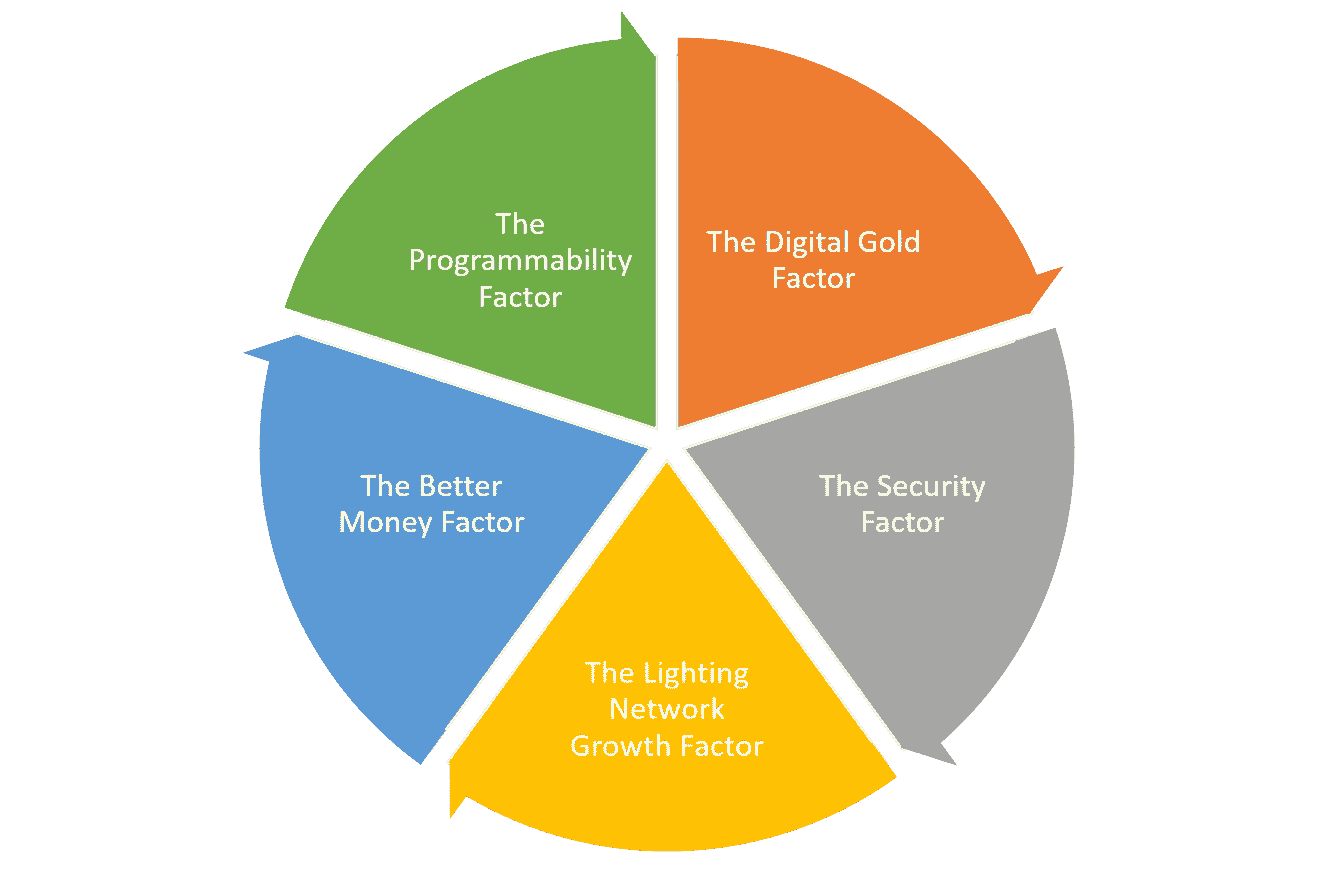 The
Programmability
Factor
The Digital Gold
Factor
The Security
Factor
The Lighting
Network
Growth Factor
The Better
Money Factor